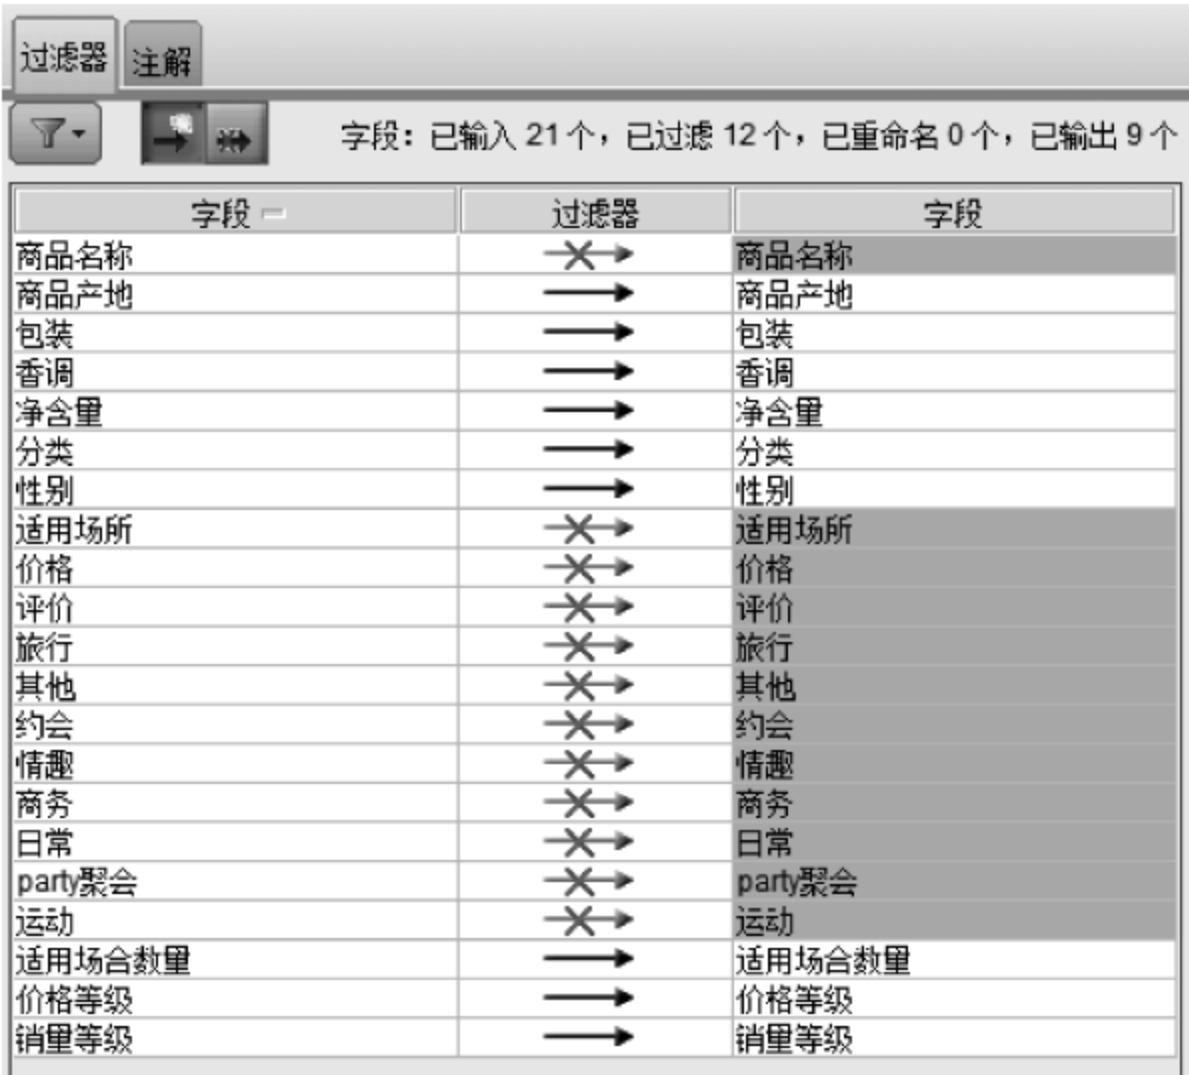 过滤器 注解
字段：已输入 21 个，已过滤 12 个，已重命名 0 个，已输出 9 个
字段 过滤器 字段
商品名称 商品名称
商品产地 商品产地
包装 包装
香调 香调
净含量 净含量
分类 分类
性别 性别
适用场所 适用场所
价格 价格
评价 评价
旅行 旅行
其他 其他
约会 约会
情趣 情趣
商务 商务
日常 日常
party聚会 party聚会
运动 运动
适用场合数量 适用场合数量
价格等级 价格等级
销量等级 销量等级